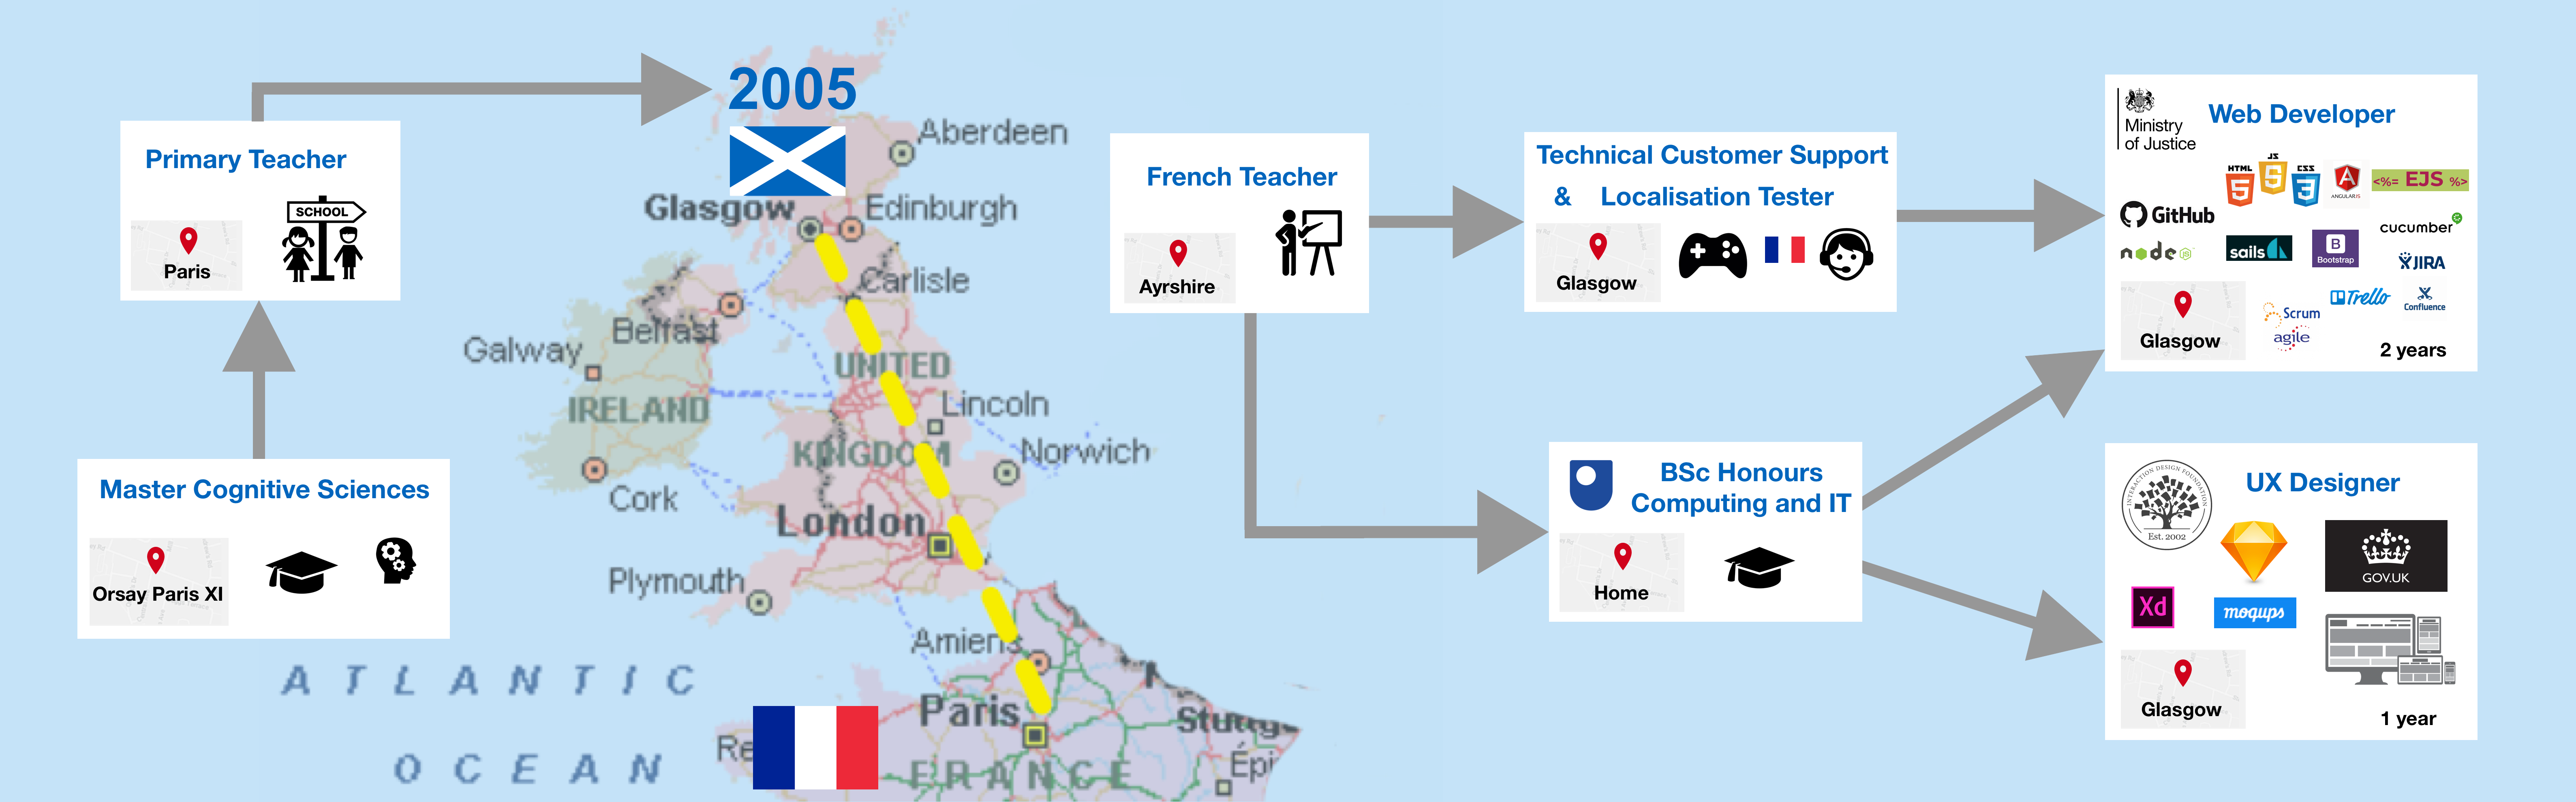 2005
Primary Teacher
SCHOOL
Paris
Master Cognitive Sciences
Orsay Paris XI
Aberdeen
Glasgow
Edinburgh
Carlisle
Belfast
Galway
UNITED
IRELAND
Lincoln
KINGDOM
Norwich
Cork
London
Plymouth
Amiens
ATLANTIC
OCEAN
Paris
FRANCE
French Teacher
Ayrshire
Technical Customer Support
& Localisation Tester
Glasgow
BSc Honours
Computing and IT
Home
Ministry
of Justice
Web Developer
HTML
5
JS
5
CSS
3
A
ANGULARJS
<%= EJS %>
GitHub
cucumber
node
JS
sails
B
Bootstrap
JIRA
Trello
Confluence
Scrum
agile
Glasgow
2 years
INTERACTION DESIGN FOUNDATION
Est. 2002
UX Designer
GOV.UK
Xd
moqups
Glasgow
1 year